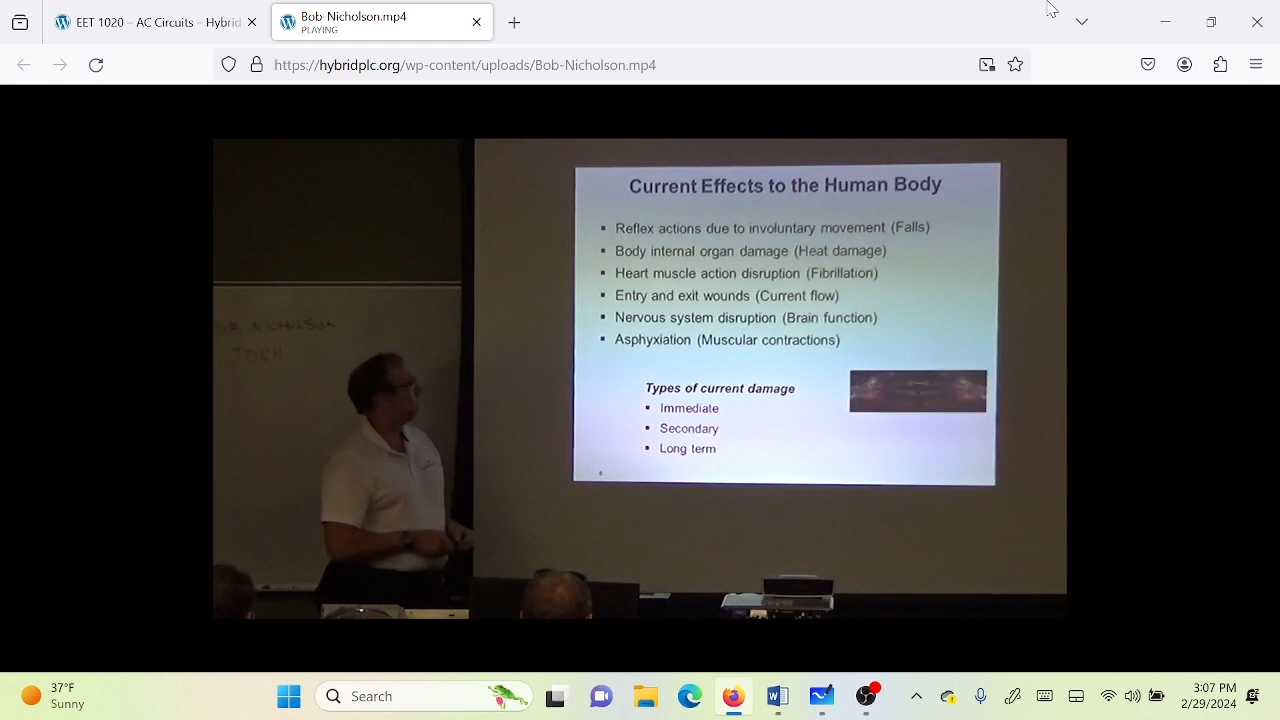 EET 1020 – AC Circuits – Hybrid
Bob-Nicholson.mp4
PLAYING
https://hybridplc.org/wp-content/uploads/Bob-Nicholson.mp4
Current Effects to the Human Body
▪ Reflex actions due to involuntary movement (Falls)
▪ Body internal organ damage (Heat damage)
▪ Heart muscle action disruption (Fibrillation)
▪ Entry and exit wounds (Current flow)
▪ Nervous system disruption (Brain function)
▪ Asphyxiation (Muscular contractions)
NICHOLSON
Types of current damage
▪ Immediate
▪ Secondary
▪ Long term
8
37°F
Sunny
Search
3:07 PM
2/29/2024